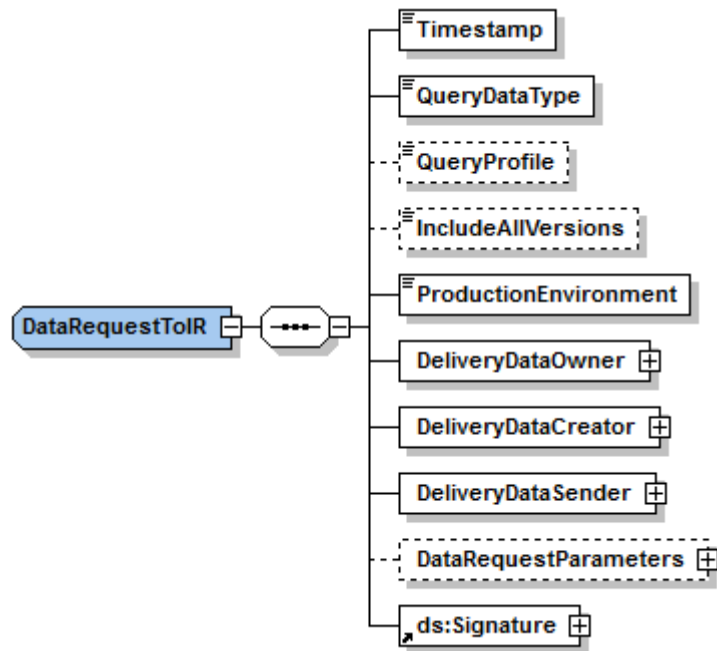 Timestamp
QueryDataType
QueryProfile
IncludeAllVersions
ProductionEnvironment
DataRequestToIR
DeliveryDataOwner
DeliveryDataCreator
DeliveryDataSender
DataRequestParameters
ds:Signature